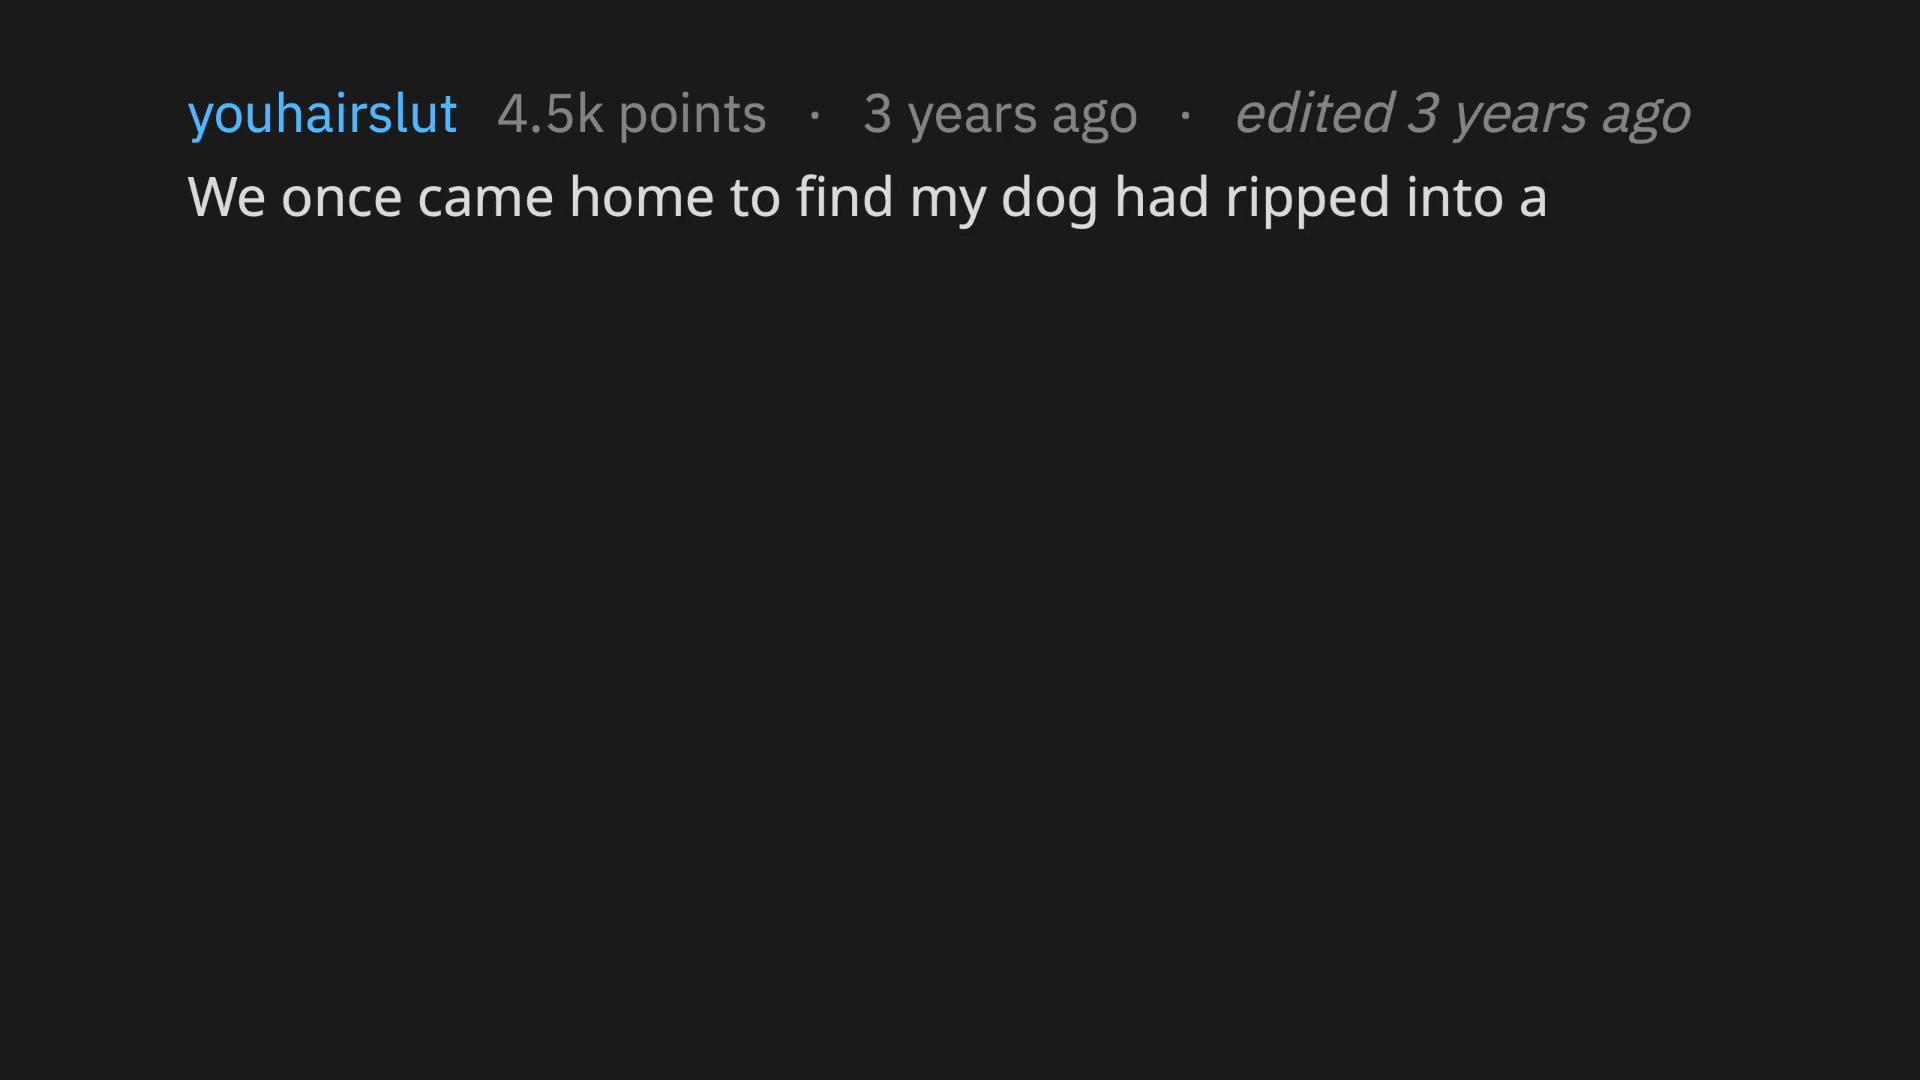 youhairslut 4.5k points · 3 years ago · edited 3 years ago
We once came home to find my dog had ripped into a